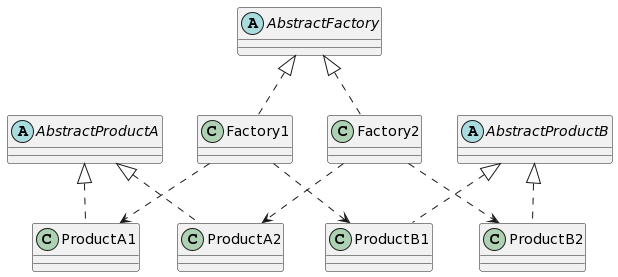 A AbstractFactory
A AbstractProductA
C Factory1
C Factory2
A AbstractProductB
C ProductA1
C ProductA2
C ProductB1
C ProductB2